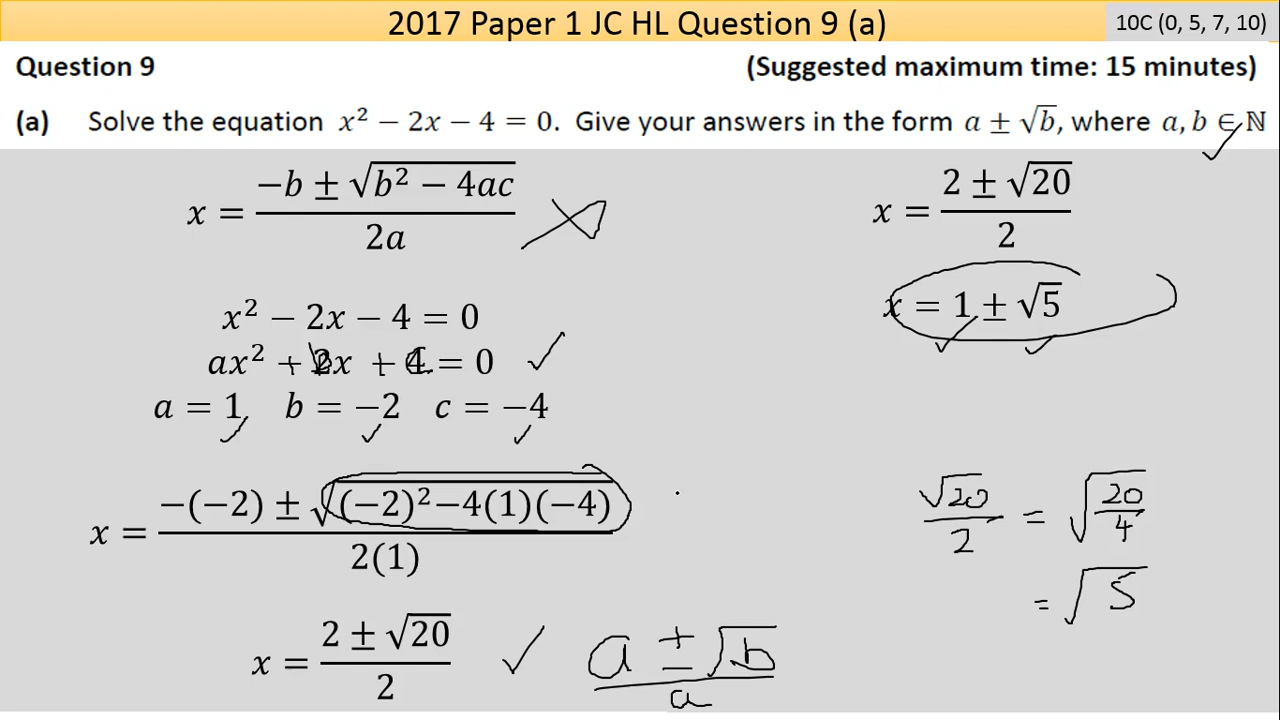 2017 Paper 1 JC HL Question 9 (a)
10C (0, 5, 7, 10)
Question 9
(Suggested maximum time: 15 minutes)
(a) Solve the equation x² − 2x − 4 = 0. Give your answers in the form a ± √b, where a, b ∈ ℕ
x = (−b ± √(b² − 4ac))/(2a)
x² − 2x − 4 = 0
ax² + bx + c = 0
a = 1, b = −2 c = −4
x = (−(−2) ± √((−2)²−4(1)(−4)))/(2(1))
x = (2 ± √20)/2
(a ± √b)/a
x = (2 ± √20)/2
x = 1 ± √5
√20/2 = √(20/4)
= √5